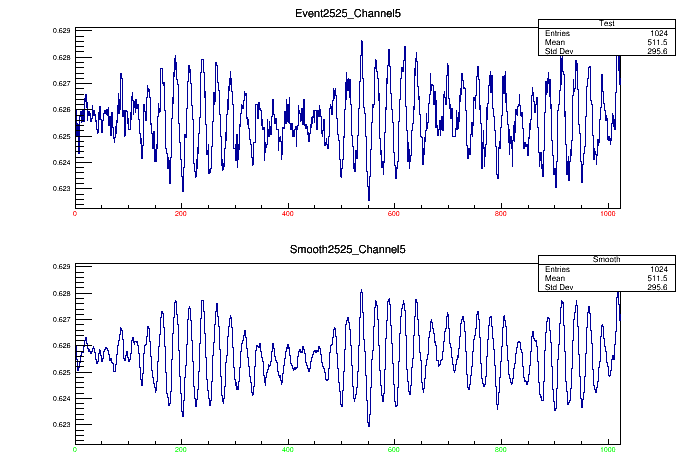 Event2525_Channel5
Test
Entries 1024
Mean 511.5
Std Dev 295.6
0.629
0.628
0.627
0.626
0.625
0.624
0.623
0 200 400 600 800 1000
Smooth2525_Channel5
Smooth
Entries 1024
Mean 511.5
Std Dev 295.6
0.629
0.628
0.627
0.626
0.625
0.624
0.623
0 200 400 600 800 1000